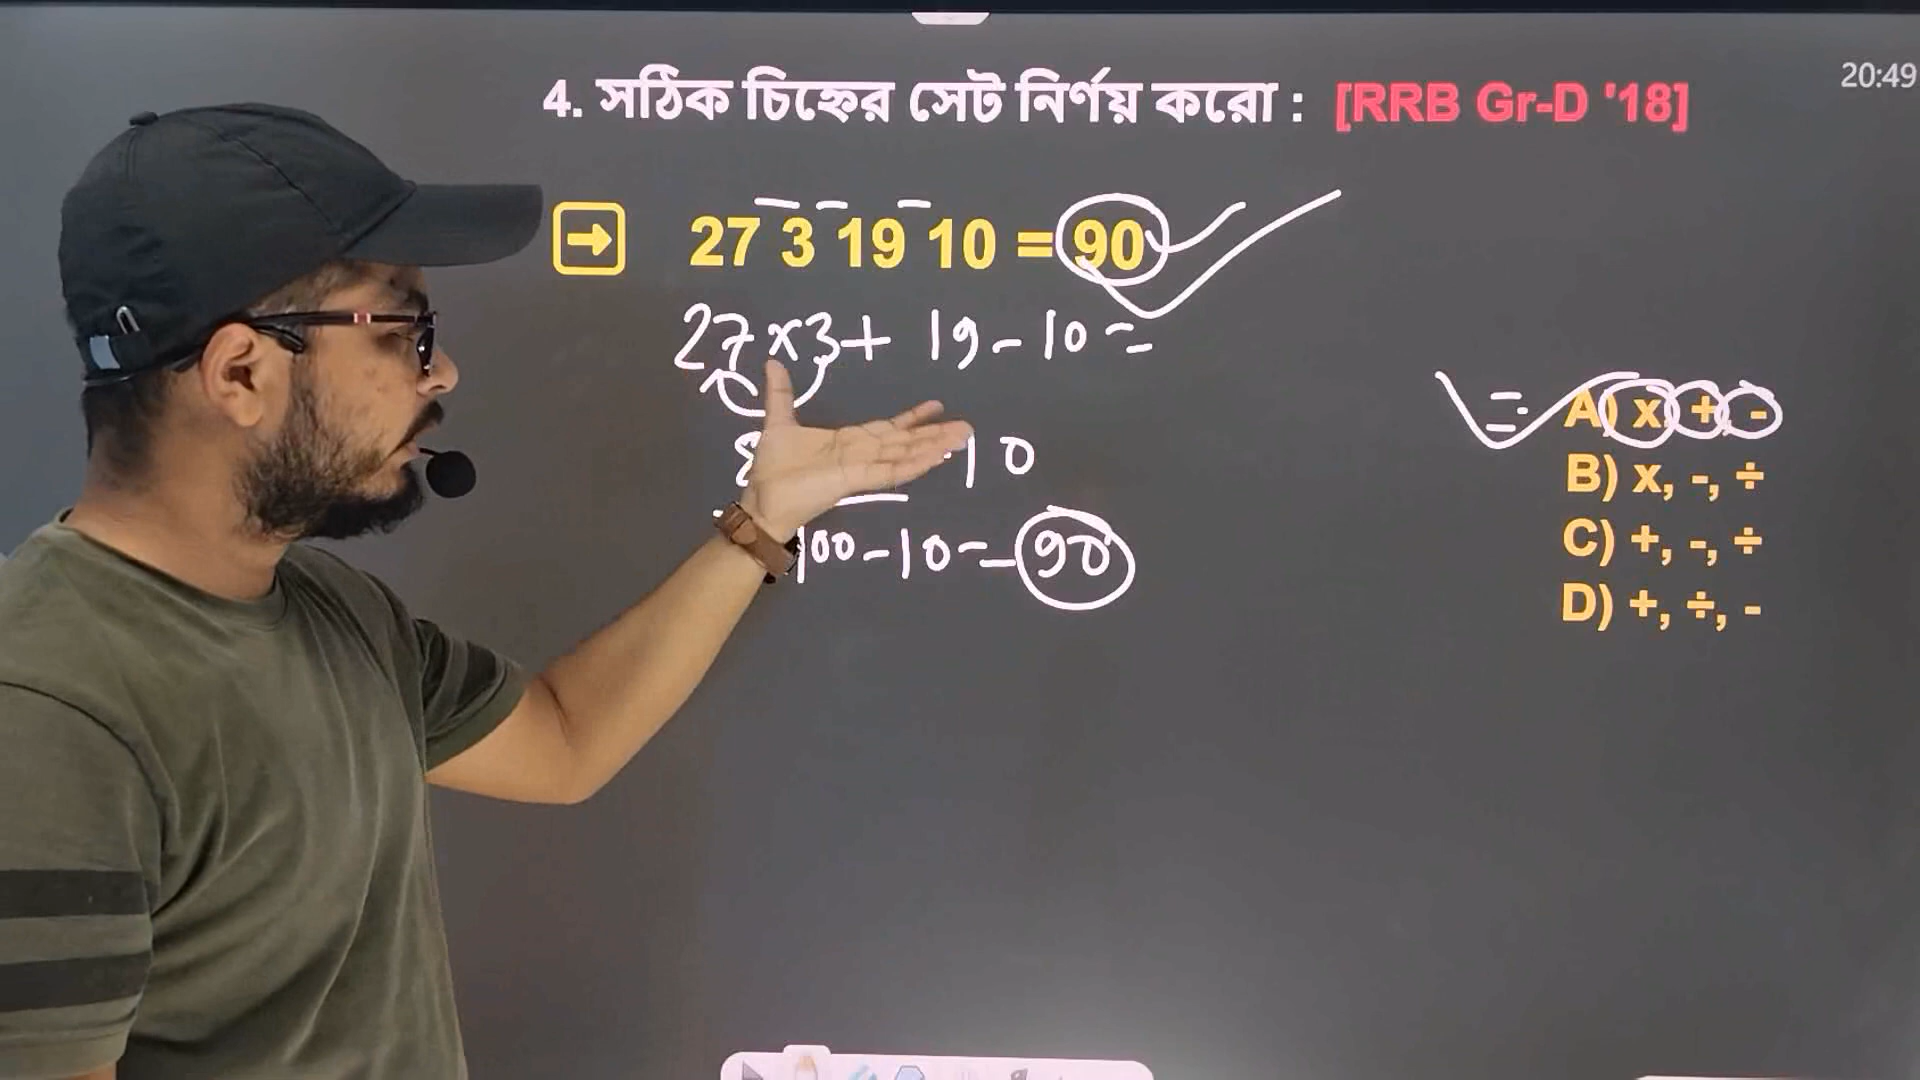 20:49
4. সঠিক চিহ্নের সেট নির্ণয় করো : [RRB Gr-D '18]
27 3 19 10 = 90
27 x 3 + 19 - 10 =
10
100 - 10 = 90
= A) x, +, -
B) x, -, ÷
C) +, -, ÷
D) +, ÷, -